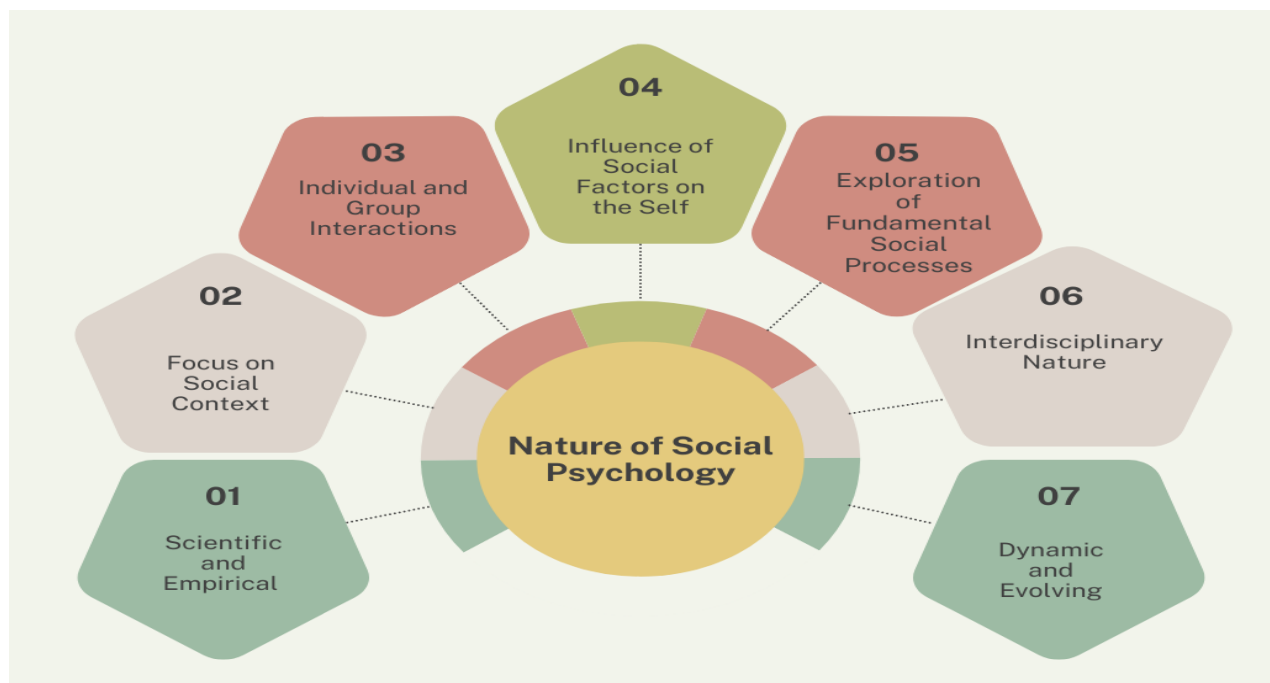 04
Influence of
Social
Factors on
the Self
03
Individual and
Group
Interactions
05
Exploration
of
Fundamental
Social
Processes
02
Focus on
Social
Context
06
Interdisciplinary
Nature
Nature of Social
Psychology
01
Scientific
and
Empirical
07
Dynamic
and
Evolving